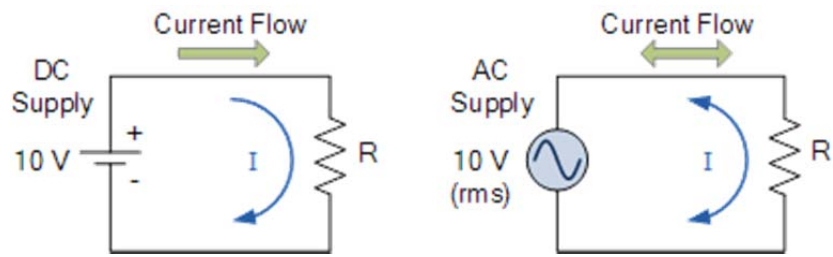 Current Flow
DC
Supply
10 V
+
-
I
R
Current Flow
AC
Supply
10 V
(rms)
I
R